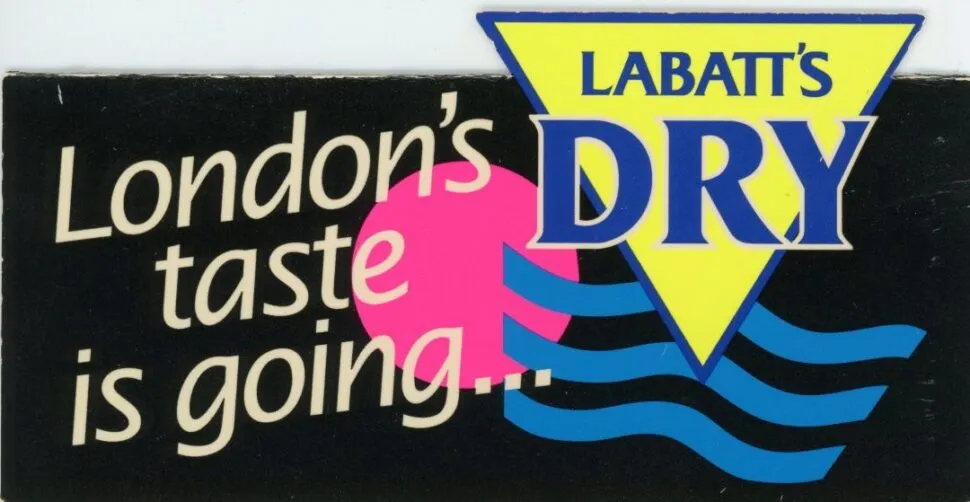 London's
taste
is going...
LABATT'S
DRY